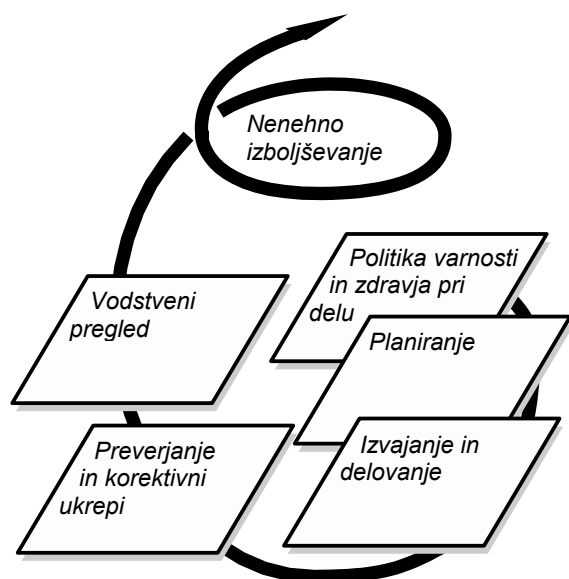 Nenehno
izboljševanje
Politika varnosti
in zdravja pri
delu
Planiranje
Izvajanje in
delovanje
Preverjanje
in korektivni
ukrepi
Vodstveni
pregled